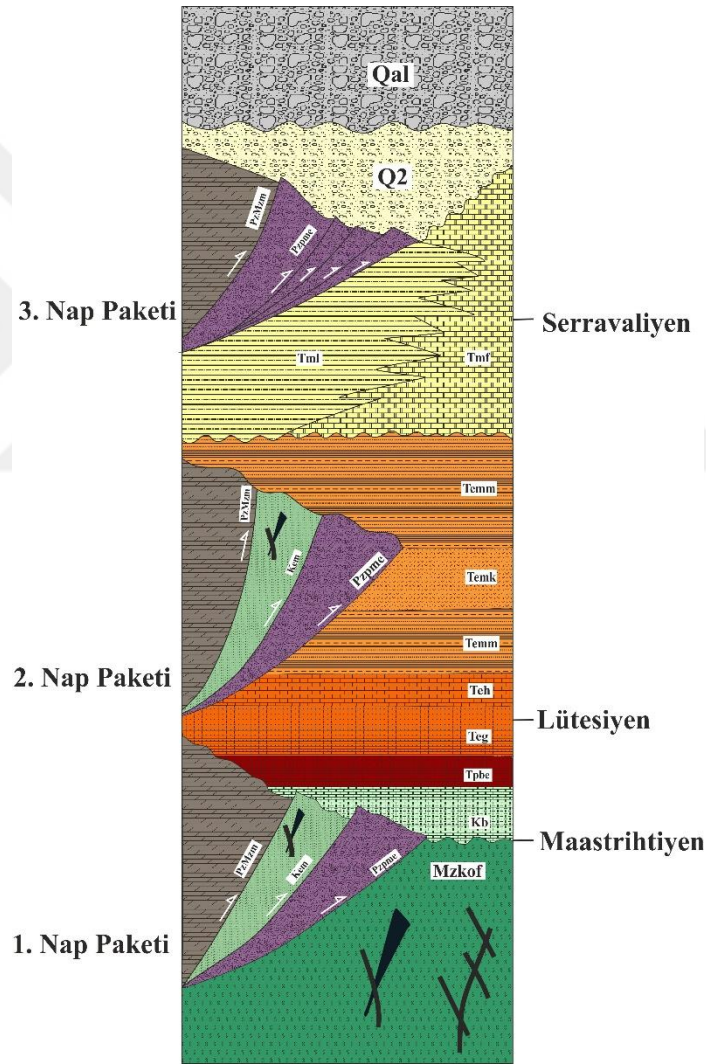 Qal
Q2
PzMzm
Pzpme
3. Nap Paketi
Serravaliyen
Tml
Tmf
Temm
PzMzm
Kem
Pzpme
Temk
Temm
2. Nap Paketi
Teh
Lütesiyen
Teg
Tpbe
Kb
Maastrihtiyen
PzMzm
Kem
Pzpme
Mzkof
1. Nap Paketi